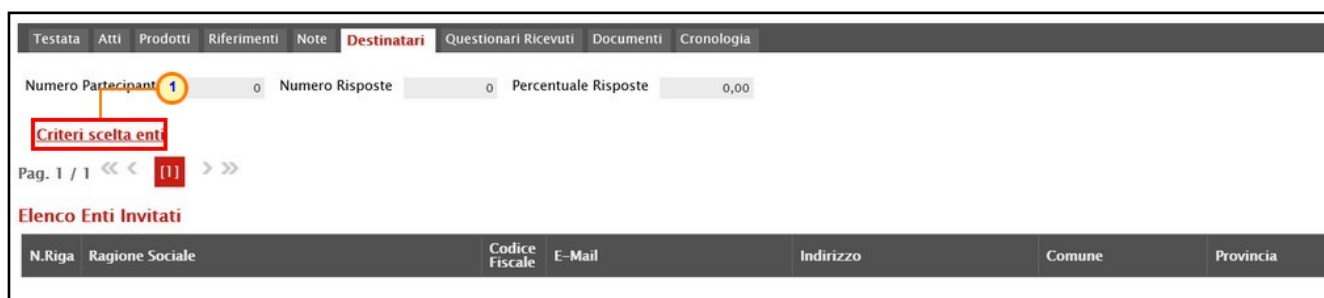 Testata Atti Prodotti Riferimenti Note Destinatari Questionari Ricevuti Documenti Cronologia
Numero Partecipant 1 0 Numero Risposte 0 Percentuale Risposte 0,00
Criteri scelta enti
Pag. 1 / 1 « < [1] > »
Elenco Enti Invitati
N.Riga Ragione Sociale Codice Fiscale E-Mail Indirizzo Comune Provincia